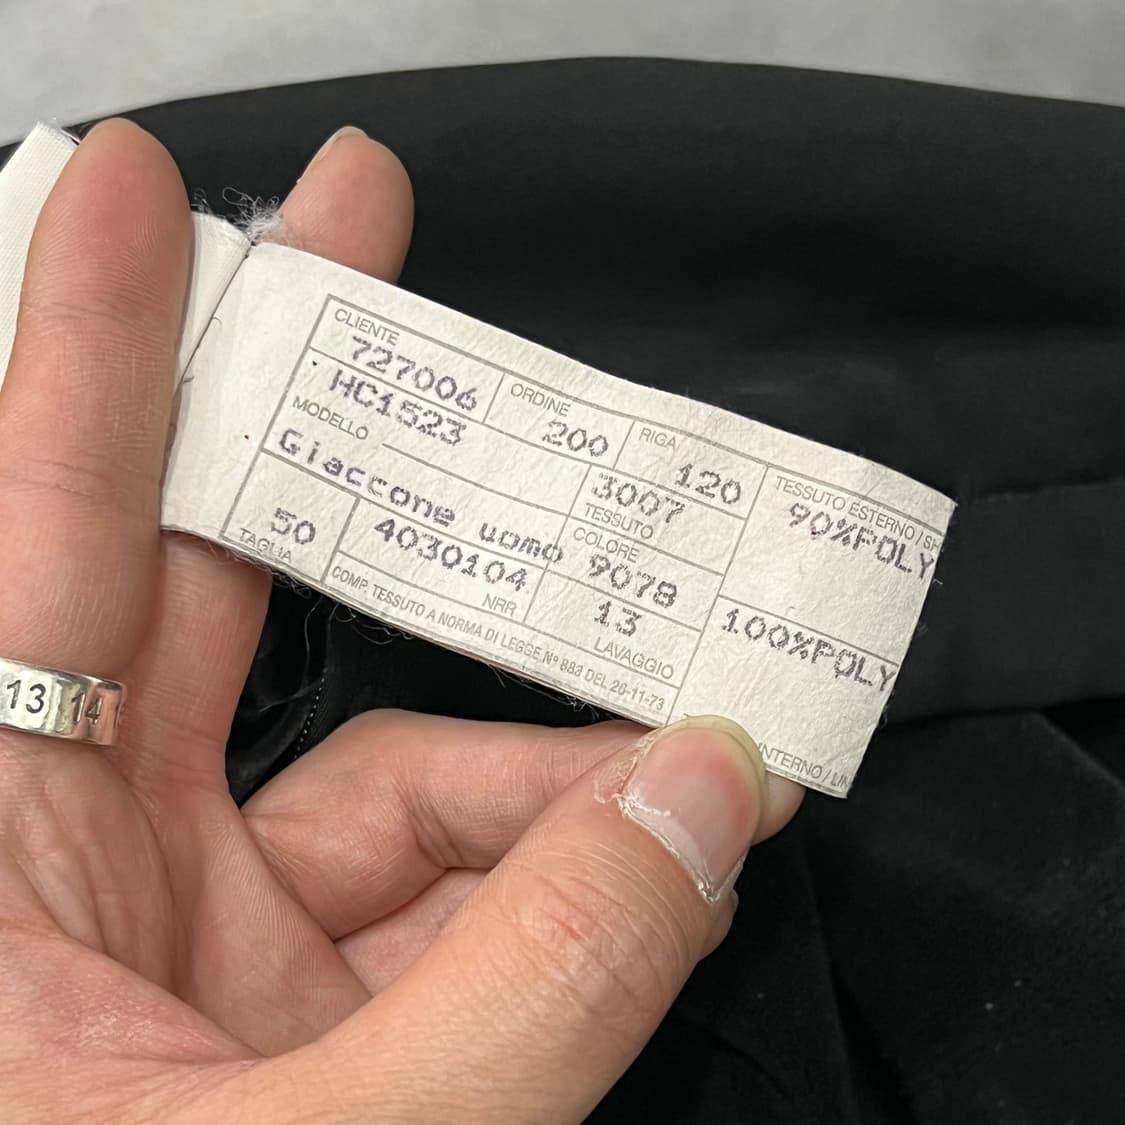 CLIENTE
727006
ORDINE
200
RIGA
120
HC1523
MODELLO
Giaccone uomo
3007
TESSUTO
COLORE
9078
50
TAGLIA
4030104
NRR
13
LAVAGGIO
COMP. TESSUTO A NORMA DI LEGGE N° 883 DEL 26-11-73
TESSUTO ESTERNO / SH
90%POLY
100%POLY
INTERNO / LIN
13 14